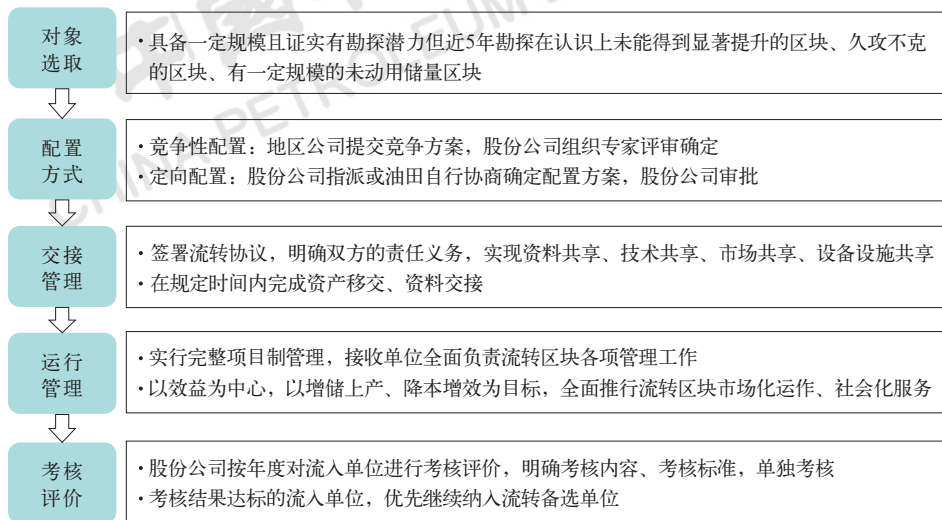 对象
选取
・具备一定规模且证实有勘探潜力但近5年勘探在认识上未能得到显著提升的区块、久攻不克
的区块、有一定规模的未动用储量区块
配置
方式
・竞争性配置：地区公司提交竞争方案，股份公司组织专家评审确定
・定向配置：股份公司指派或油田自行协商确定配置方案，股份公司审批
交接
管理
・签署流转协议，明确双方的责任义务，实现资料共享、技术共享、市场共享、设备设施共享
・在规定时间内完成资产移交、资料交接
运行
管理
・实行完整项目制管理，接收单位全面负责流转区块各项管理工作
・以效益为中心，以增储上产、降本增效为目标，全面推行流转区块市场化运作、社会化服务
考核
评价
・股份公司按年度对流入单位进行考核评价，明确考核内容、考核标准，单独考核
・考核结果达标的流入单位，优先继续纳入流转备选单位
CHINA PETROLEUM